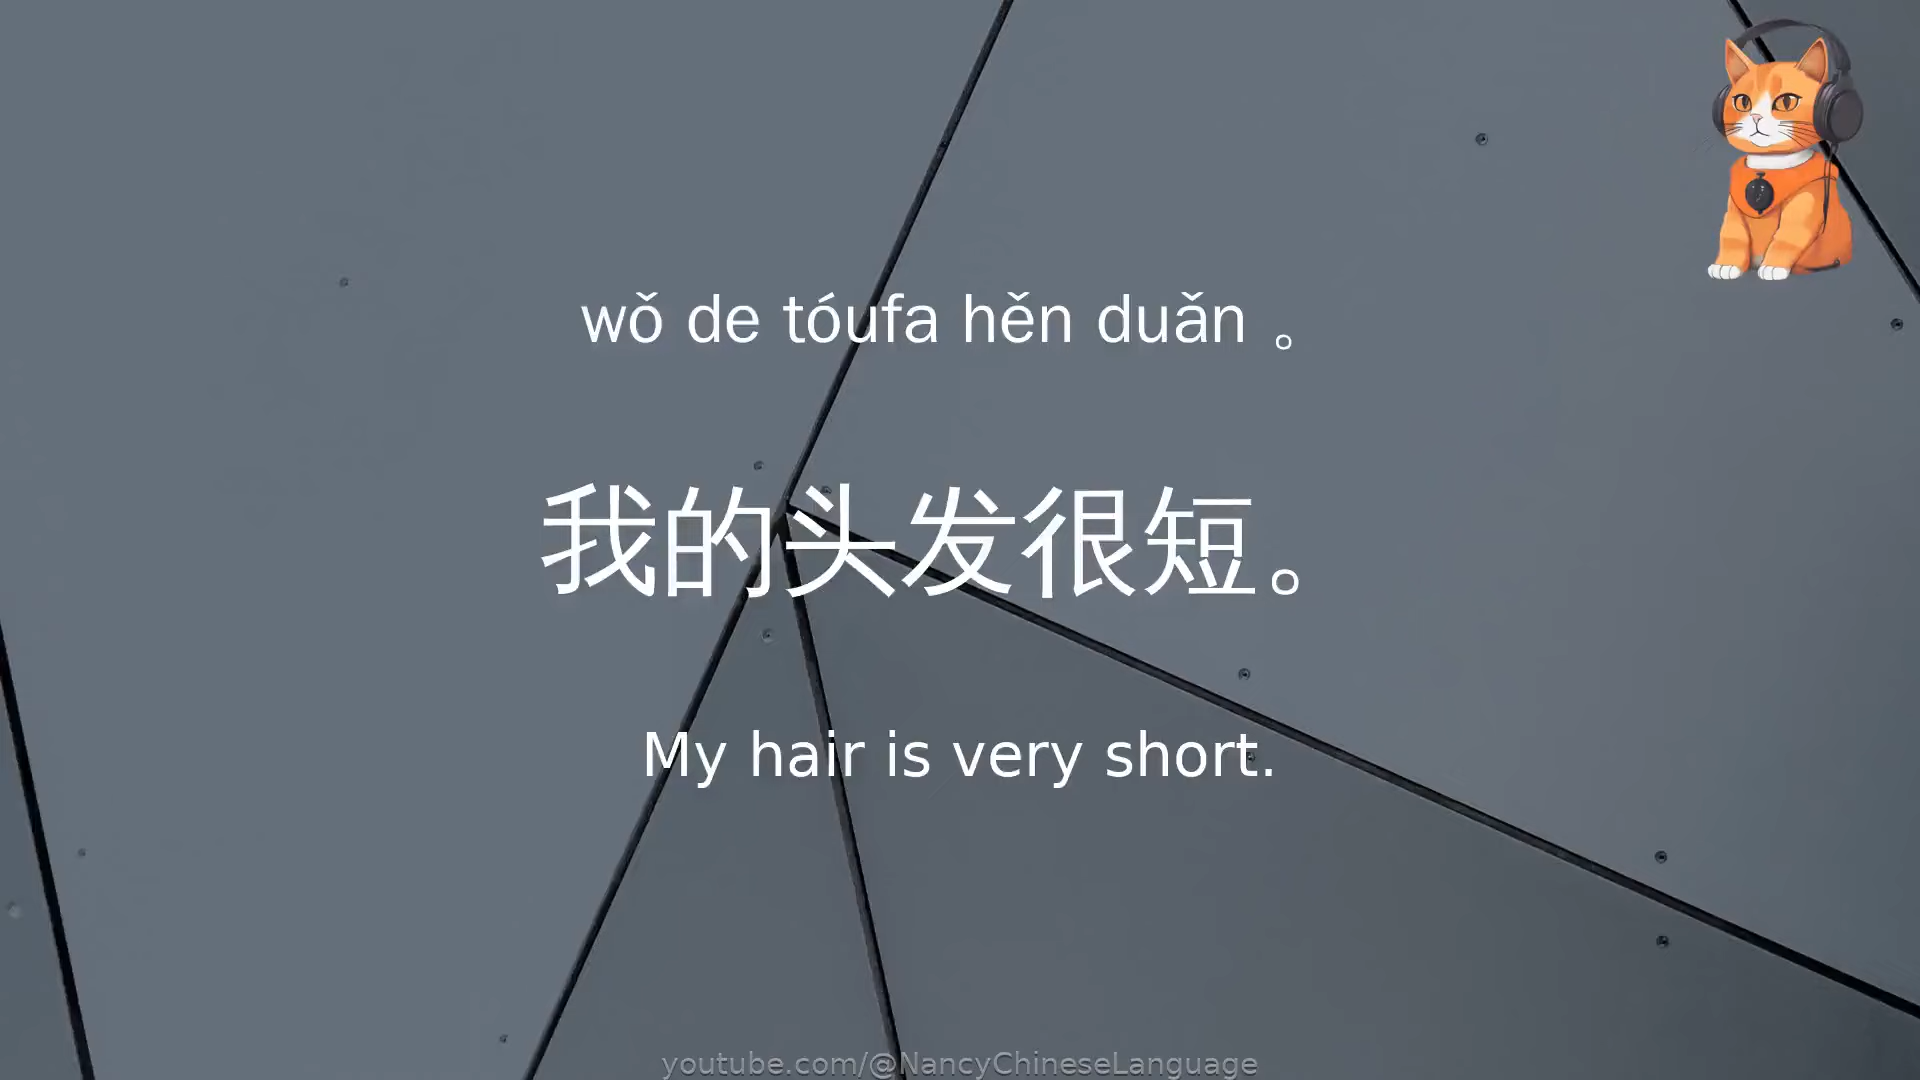 wǒ de tóufa hěn duǎn 。
我的头发很短。
My hair is very short.
youtube.com/@NancyChineseLanguage